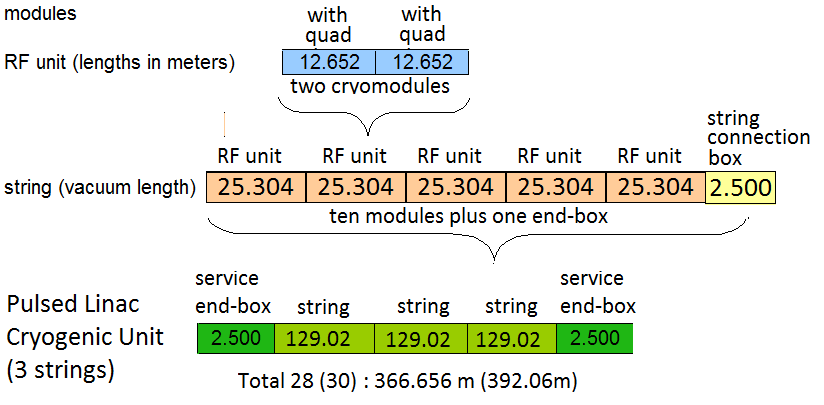 modules
with
quad
with
quad
RF unit (lengths in meters)
12.652
12.652
two cryomodules
string
connection
box
RF unit
RF unit
RF unit
RF unit
RF unit
string (vacuum length)
25.304
25.304
25.304
25.304
25.304
2.500
ten modules plus one end-box
service
end-box
string
string
string
service
end-box
Pulsed Linac
Cryogenic Unit
(3 strings)
2.500
129.02
129.02
129.02
2.500
Total 28 (30) : 366.656 m (392.06m)